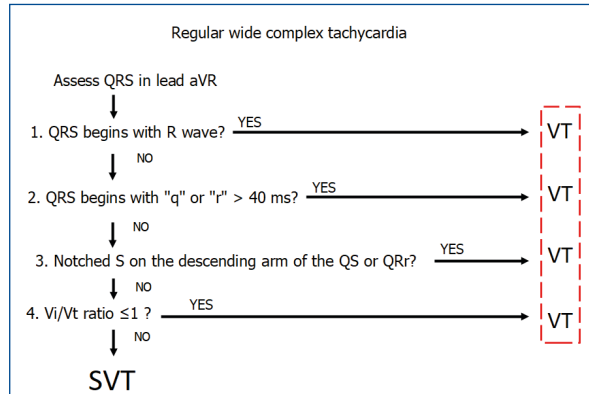 Regular wide complex tachycardia
Assess QRS in lead aVR
1. QRS begins with R wave? YES VT
NO
2. QRS begins with "q" or "r" > 40 ms? YES VT
NO
3. Notched S on the descending arm of the QS or QRr? YES VT
NO
4. Vi/Vt ratio ≤1 ? YES VT
NO
SVT